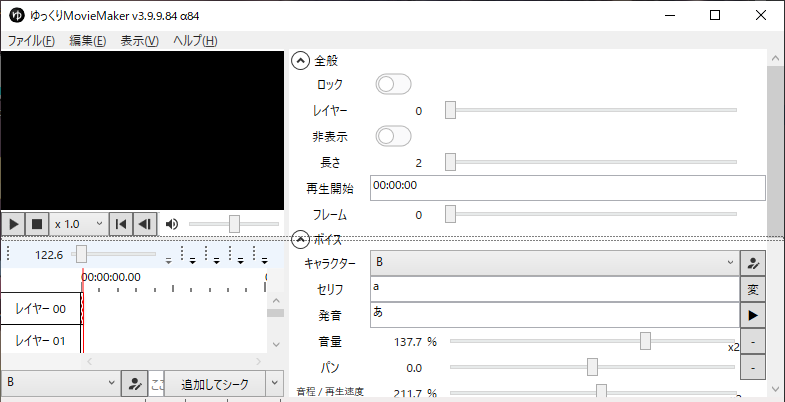 ゆ ゆっくりMovieMaker v3.9.9.84 α84
ファイル(F) 編集(E) 表示(V) ヘルプ(H)
全般
ロック
レイヤー 0
非表示
長さ 2
再生開始 00:00:00
フレーム 0
x 1.0
ボイス
122.6
キャラクター B
00:00:00.00
セリフ a 変
レイヤー 00
発音 あ
レイヤー 01
音量 137.7 % x2 -
パン 0.0 -
B 追加してシーク
音程 / 再生速度 211.7 %